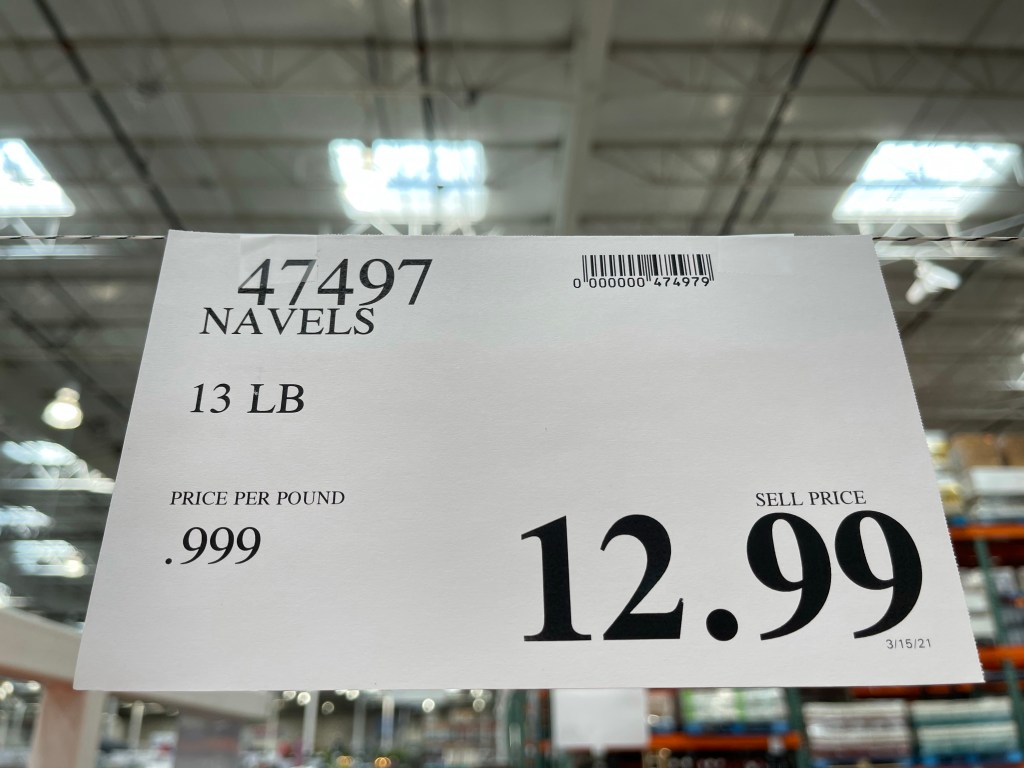 47497
0 000000 474979
NAVELS
13 LB
PRICE PER POUND
SELL PRICE
.999
12.99
3/15/21